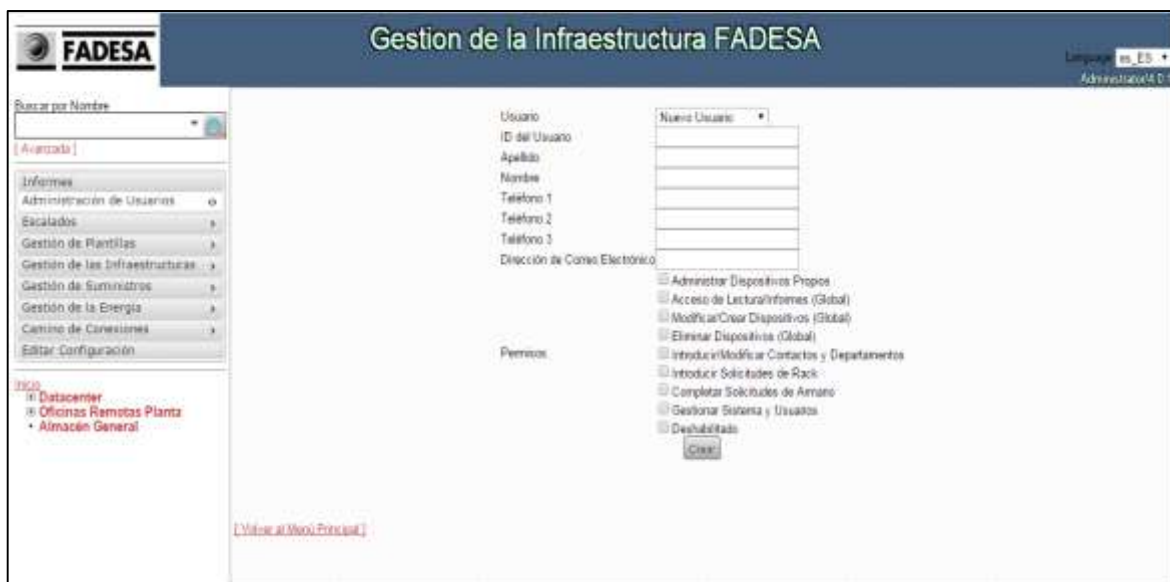 FADESA
Gestion de la Infraestructura FADESA
Language es_ES
Buscar por Nombre
[ Avanzada ]
Informes
Administración de Usuarios
Escalados
Gestión de Plantillas
Gestión de las Infraestructuras
Gestión de Suministros
Gestión de la Energía
Camino de Conexiones
Editar Configuración
Inicio
Datacenter
Oficinas Remotas Planta
Almacén General
Usuario Nuevo Usuario
ID del Usuario
Apellido
Nombre
Teléfono 1
Teléfono 2
Teléfono 3
Dirección de Correo Electrónico
Permisos
Administrar Dispositivos Propios
Acceso de Lectura/Informes (Global)
Modificar/Crear Dispositivos (Global)
Eliminar Dispositivos (Global)
Introducir/Modificar Contactos y Departamentos
Introducir Solicitudes de Rack
Completar Solicitudes de Armario
Gestionar Sistema y Usuarios
Deshabilitado
Crear
[ Volver al Menú Principal ]